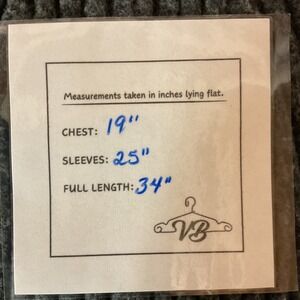 Measurements taken in inches lying flat.
CHEST: 19"
SLEEVES: 25"
FULL LENGTH: 34"
VB